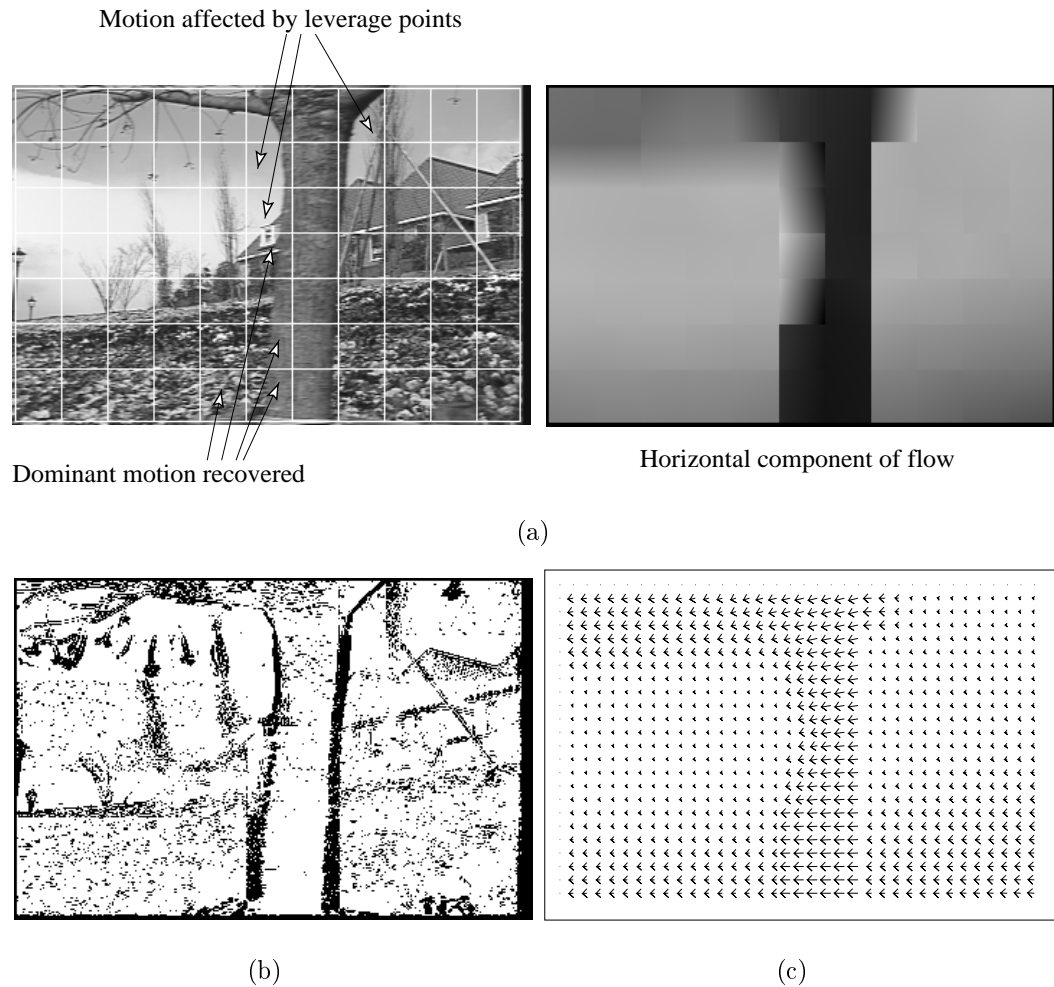 Motion affected by leverage points
Dominant motion recovered
Horizontal component of flow
(a)
(b)
(c)